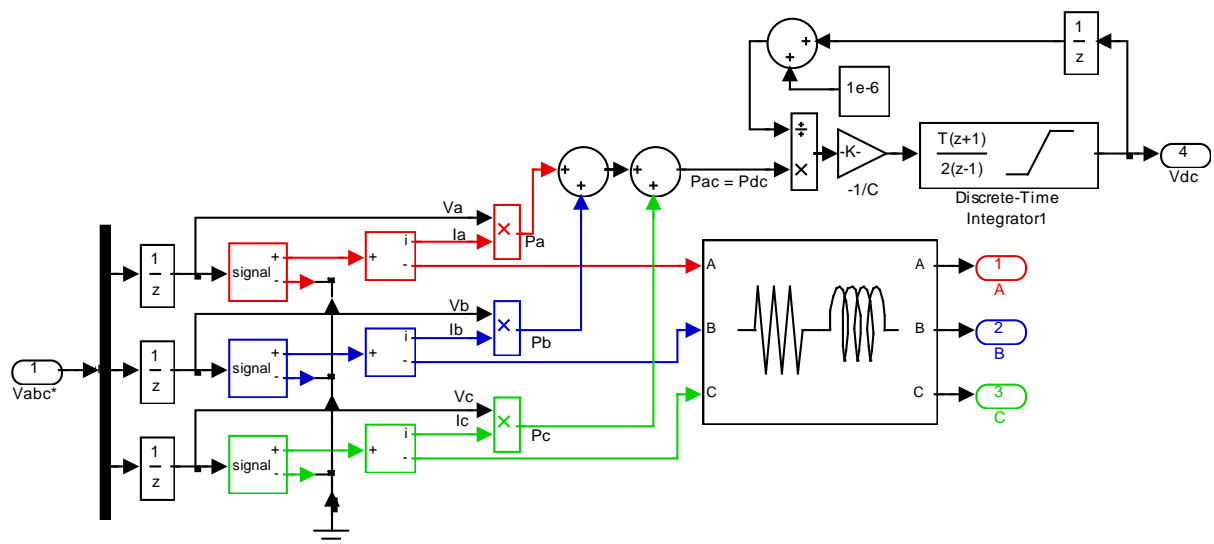 1
z
+
+
1e-6
÷
×
-K-
-1/C
T(z+1)
2(z-1)
Discrete-Time
Integrator1
4
Vdc
+
+
+
+
Pac = Pdc
Va
Ia
×
Pa
1
z
signal
+
-
+
i
-
A
B
C
A
B
C
1
A
2
B
3
C
Vb
Ib
×
Pb
1
Vabc*
1
z
signal
+
-
+
i
-
Vc
Ic
×
Pc
1
z
signal
+
-
+
i
-